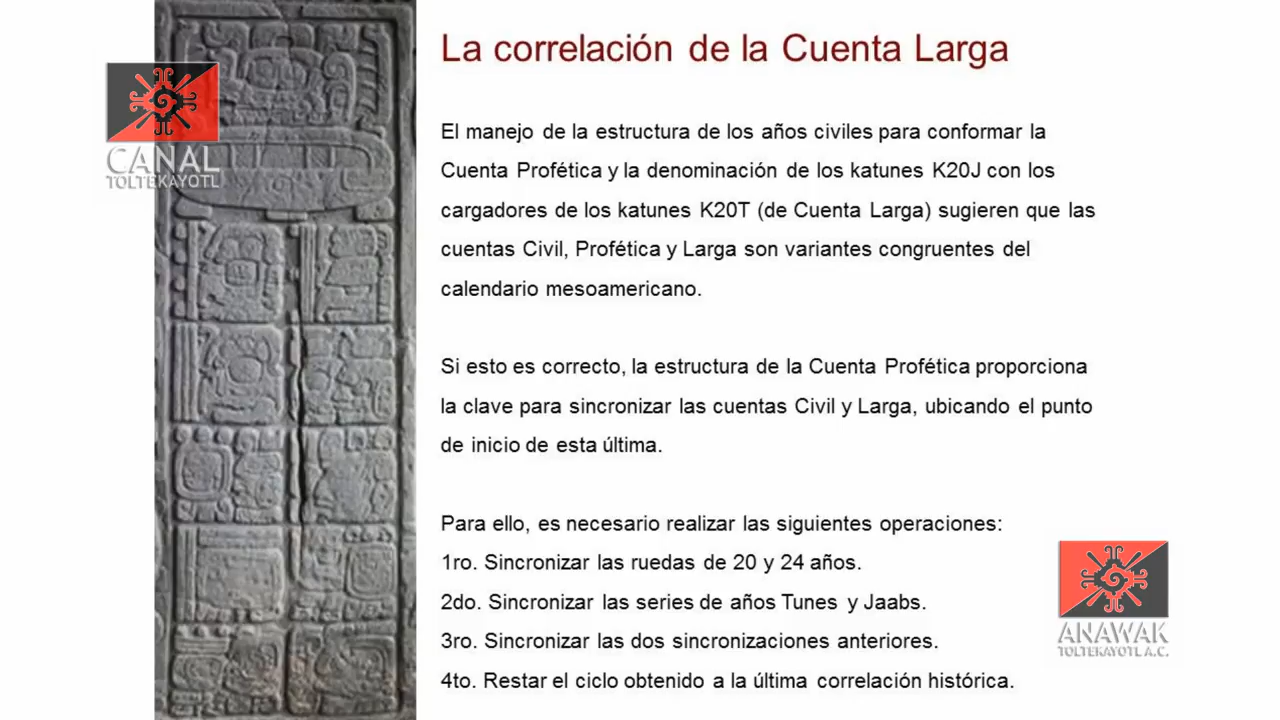 La correlación de la Cuenta Larga
CANAL
TOLTEKAYOTL
El manejo de la estructura de los años civiles para conformar la
Cuenta Profética y la denominación de los katunes K20J con los
cargadores de los katunes K20T (de Cuenta Larga) sugieren que las
cuentas Civil, Profética y Larga son variantes congruentes del
calendario mesoamericano.
Si esto es correcto, la estructura de la Cuenta Profética proporciona
la clave para sincronizar las cuentas Civil y Larga, ubicando el punto
de inicio de esta última.
Para ello, es necesario realizar las siguientes operaciones:
1ro. Sincronizar las ruedas de 20 y 24 años.
2do. Sincronizar las series de años Tunes y Jaabs.
3ro. Sincronizar las dos sincronizaciones anteriores.
4to. Restar el ciclo obtenido a la última correlación histórica.
ANAWAK
TOLTEKAYOTL A.C.